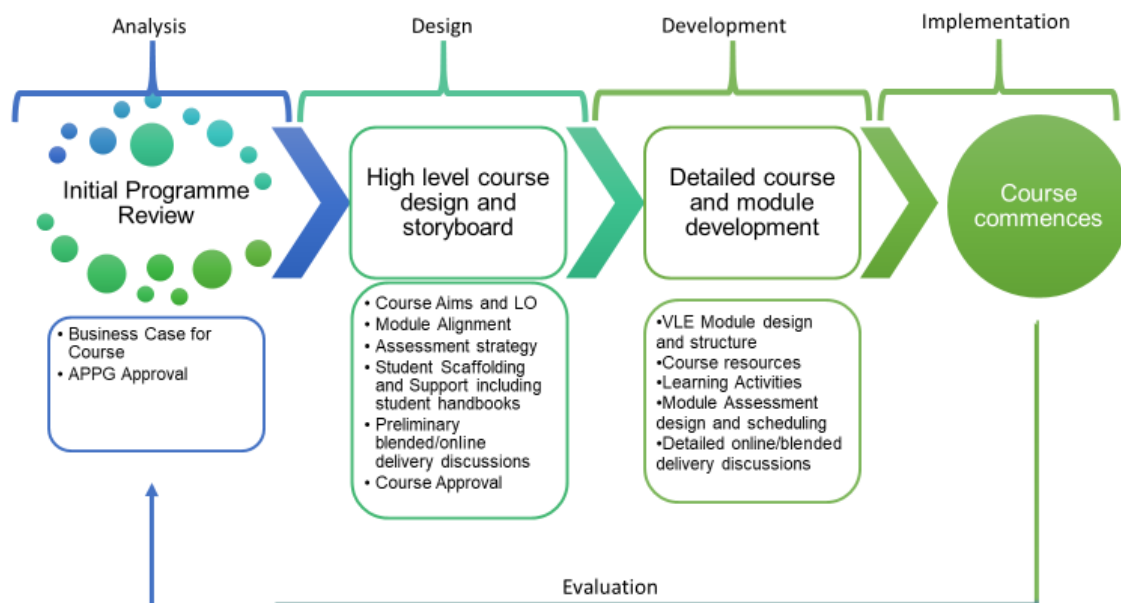 Analysis
Design
Development
Implementation
Initial Programme
Review
High level course
design and
storyboard
Detailed course
and module
development
Course
commences
• Business Case for
Course
• APPG Approval
• Course Aims and LO
• Module Alignment
• Assessment strategy
• Student Scaffolding
and Support including
student handbooks
• Preliminary
blended/online
delivery discussions
• Course Approval
•VLE Module design
and structure
•Course resources
•Learning Activities
•Module Assessment
design and scheduling
•Detailed online/blended
delivery discussions
Evaluation